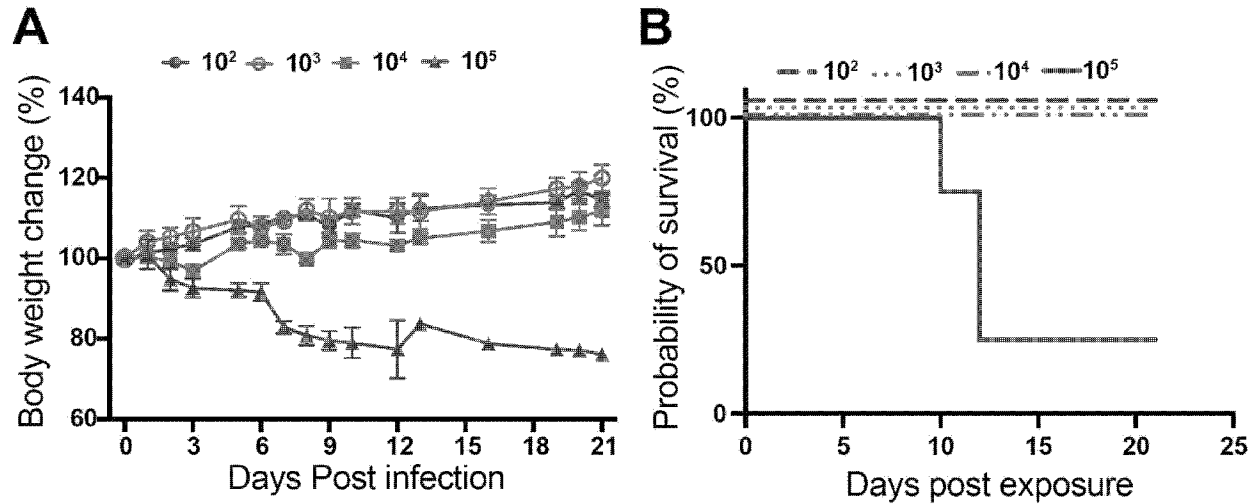 A
10² 10³ 10⁴ 10⁵
Body weight change (%)
140
120
100
80
60
0 3 6 9 12 15 18 21
Days Post infection
B
10² 10³ 10⁴ 10⁵
Probability of survival (%)
100
50
0
0 5 10 15 20 25
Days post exposure